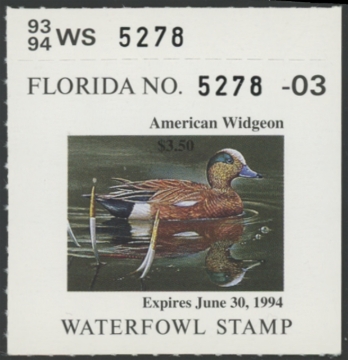 93
94 WS 5278
FLORIDA NO. 5278 -03
American Widgeon
$3.50
Expires June 30, 1994
WATERFOWL STAMP